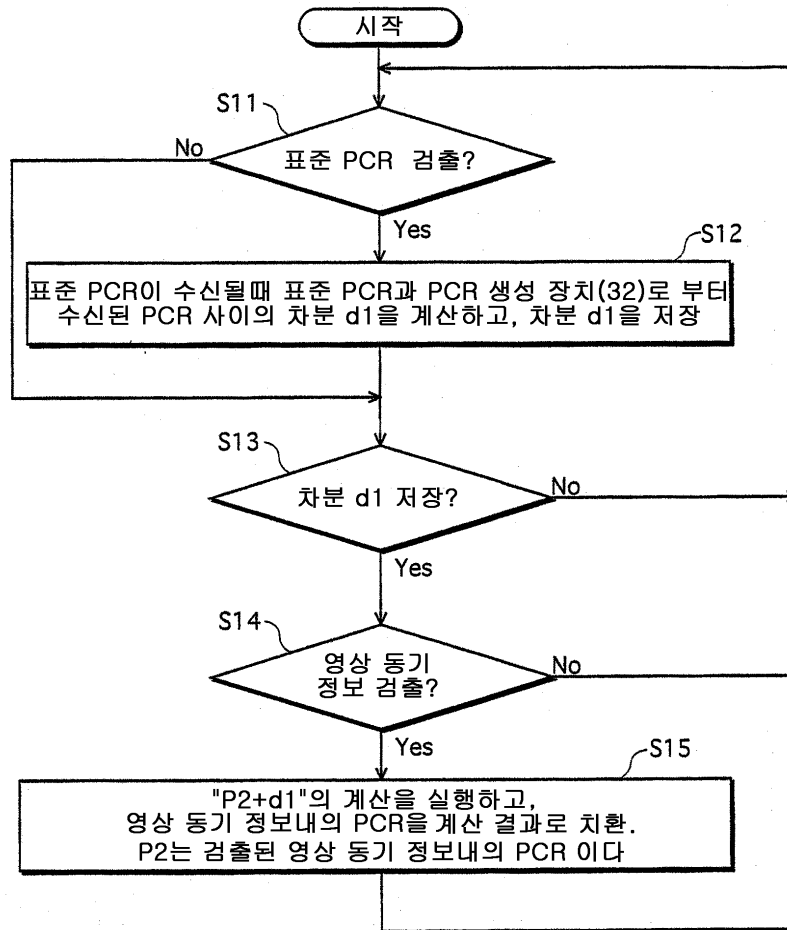 시작
S11
No
표준 PCR 검출?
Yes
S12
표준 PCR이 수신될때 표준 PCR과 PCR 생성 장치(32)로 부터
수신된 PCR 사이의 차분 d1을 계산하고, 차분 d1을 저장
S13
차분 d1 저장?
No
Yes
S14
영상 동기
정보 검출?
No
Yes
S15
"P2+d1"의 계산을 실행하고,
영상 동기 정보내의 PCR을 계산 결과로 치환.
P2는 검출된 영상 동기 정보내의 PCR 이다